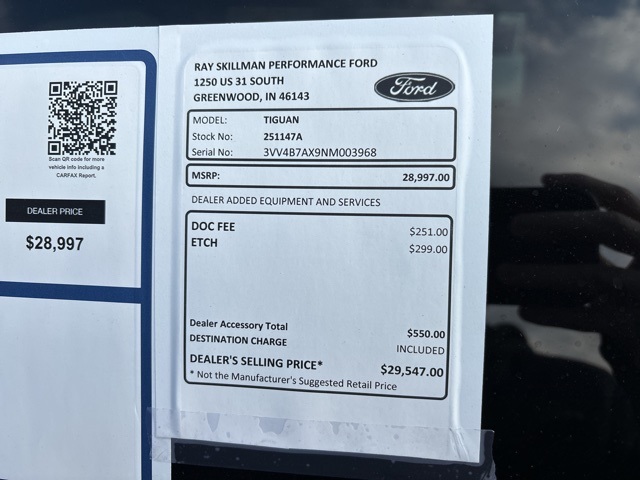 Scan QR code for more
vehicle info including a
CARFAX Report.
DEALER PRICE
$28,997
RAY SKILLMAN PERFORMANCE FORD
1250 US 31 SOUTH
GREENWOOD, IN 46143
Ford
MODEL: TIGUAN
Stock No: 251147A
Serial No: 3VV4B7AX9NM003968
MSRP: 28,997.00
DEALER ADDED EQUIPMENT AND SERVICES
DOC FEE $251.00
ETCH $299.00
Dealer Accessory Total $550.00
DESTINATION CHARGE INCLUDED
DEALER'S SELLING PRICE* $29,547.00
* Not the Manufacturer's Suggested Retail Price